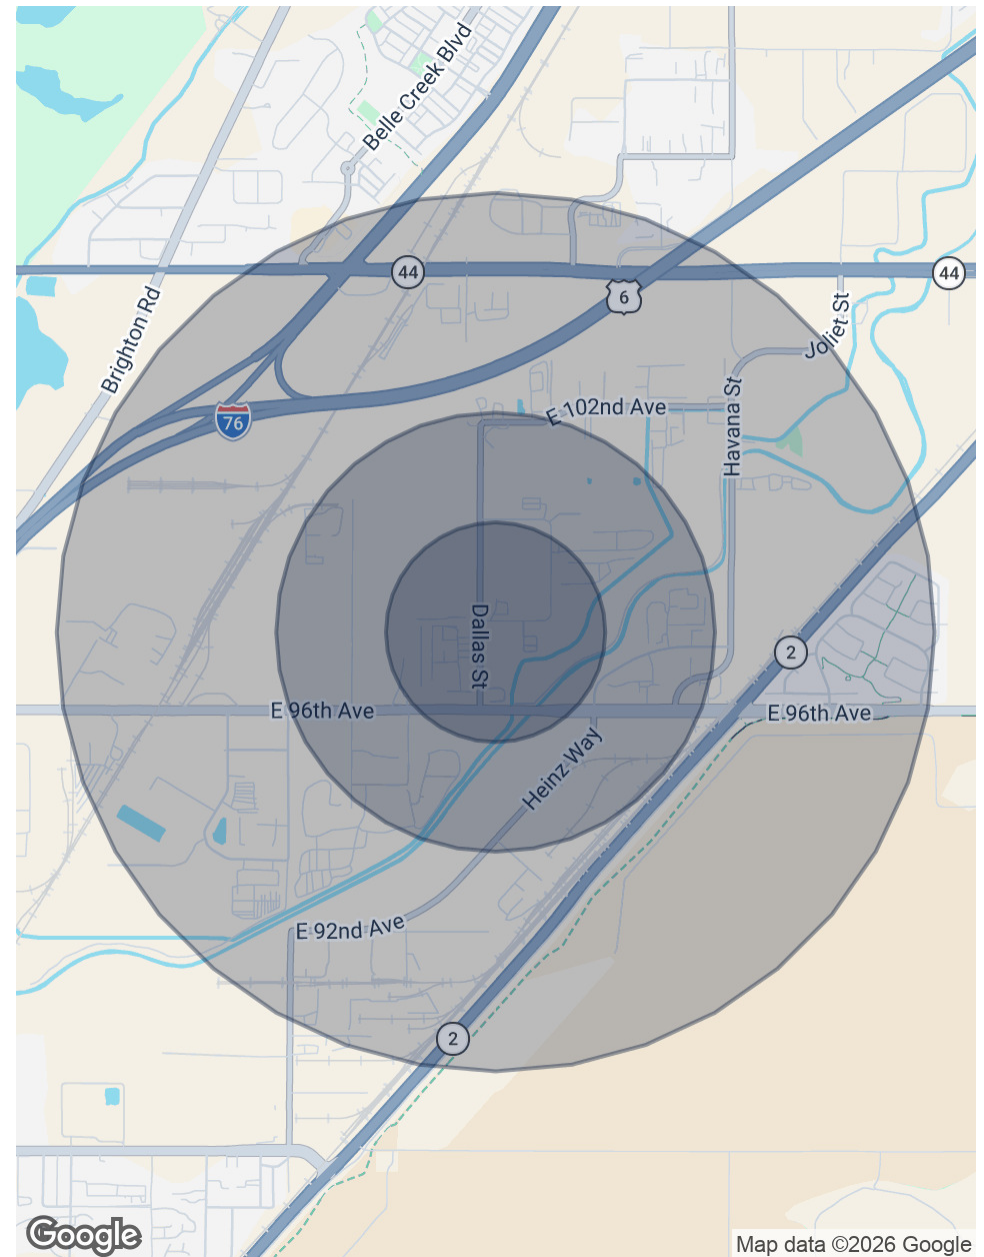 Belle Creek Blvd
44
44
6
Brighton Rd
Joliet St
76
E 102nd Ave
Havana St
Dallas St
2
E 96th Ave
E 96th Ave
Heinz Way
E 92nd Ave
2
Google
Map data ©2026 Google